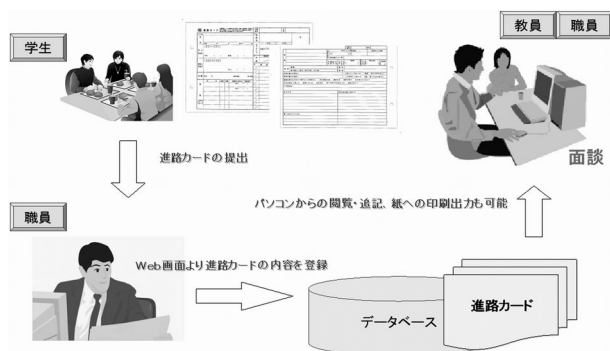 学生
教員
職員
面談
進路カードの提出
パソコンからの閲覧・追記、紙への印刷出力も可能
職員
Web画面より進路カードの内容を登録
データベース
進路カード